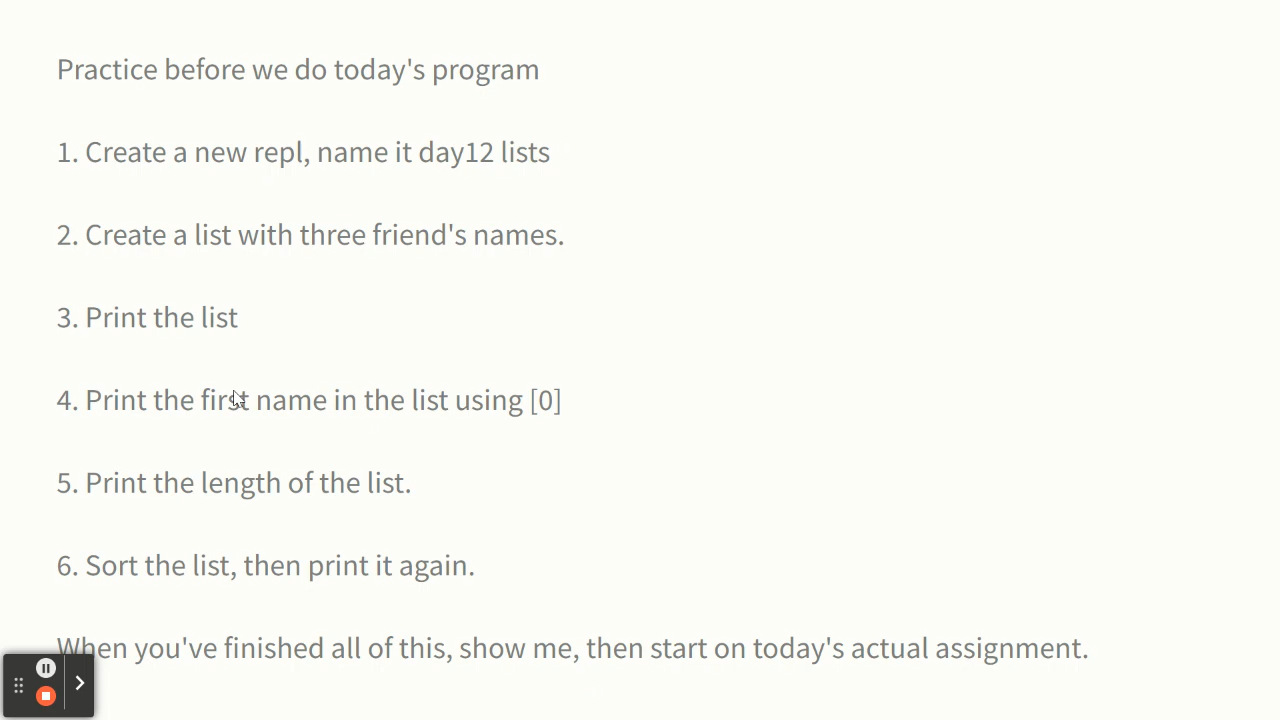 Practice before we do today's program
1. Create a new repl, name it day12 lists
2. Create a list with three friend's names.
3. Print the list
4. Print the first name in the list using [0]
5. Print the length of the list.
6. Sort the list, then print it again.
When you've finished all of this, show me, then start on today's actual assignment.